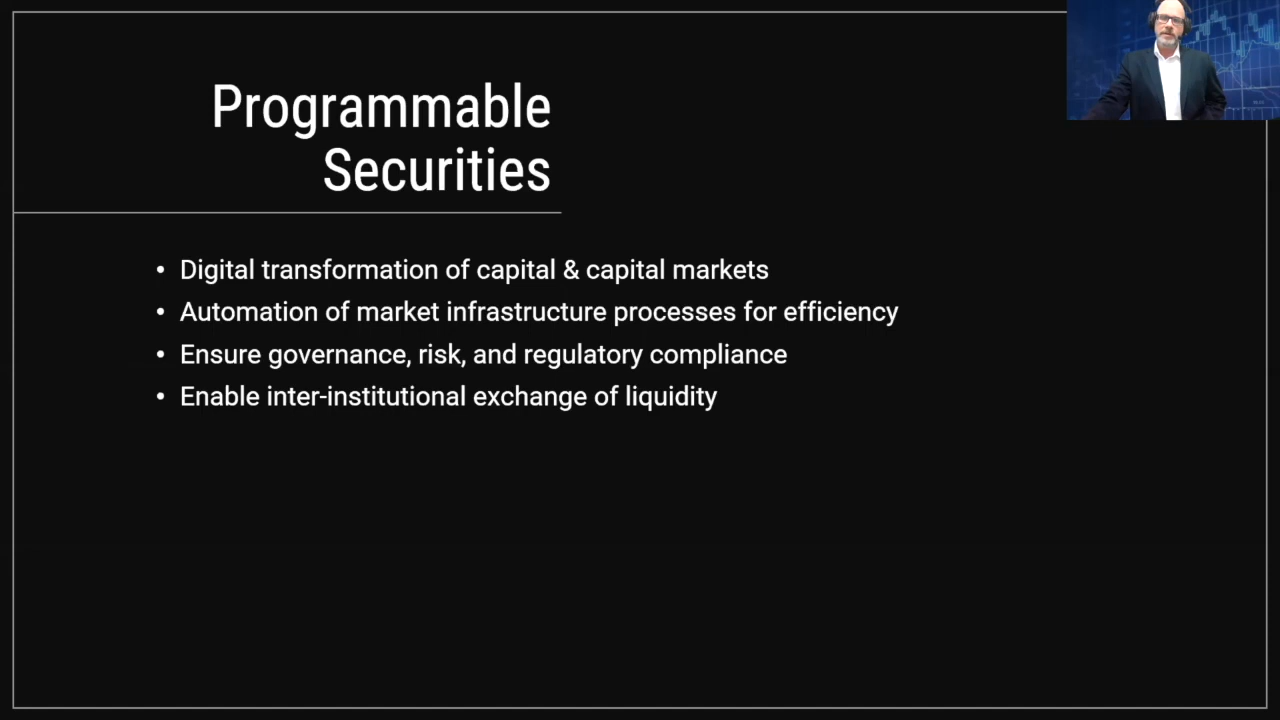 Programmable
Securities
• Digital transformation of capital & capital markets
• Automation of market infrastructure processes for efficiency
• Ensure governance, risk, and regulatory compliance
• Enable inter-institutional exchange of liquidity